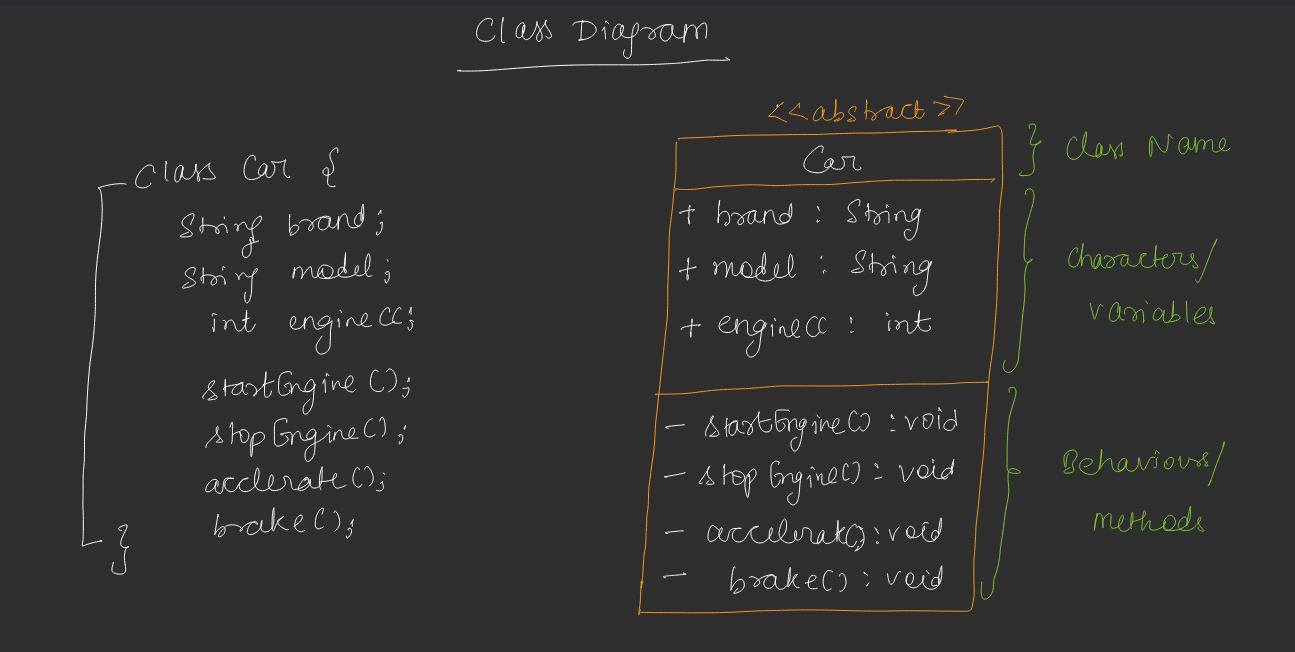 Class Diagram
Class Car {
String brand;
String model;
int engineCC;
startEngine();
stopEngine();
acclerate();
brake();
}
<<abstract>>
Car
+ brand : String
+ model : String
+ engineCC : int
- startEngine() : void
- stopEngine() : void
- accelerate() : void
- brake() : void
} Class Name
Characters/
variables
Behaviours/
methods